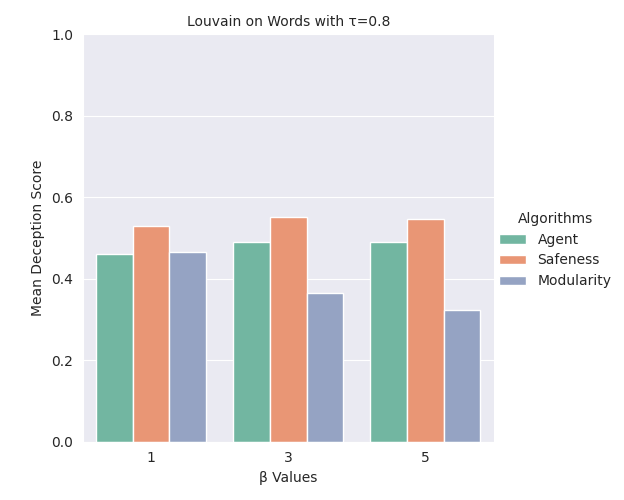 Louvain on Words with τ=0.8
1.0
0.8
0.6
0.4
0.2
0.0
Mean Deception Score
1 3 5
β Values
Algorithms
Agent
Safeness
Modularity